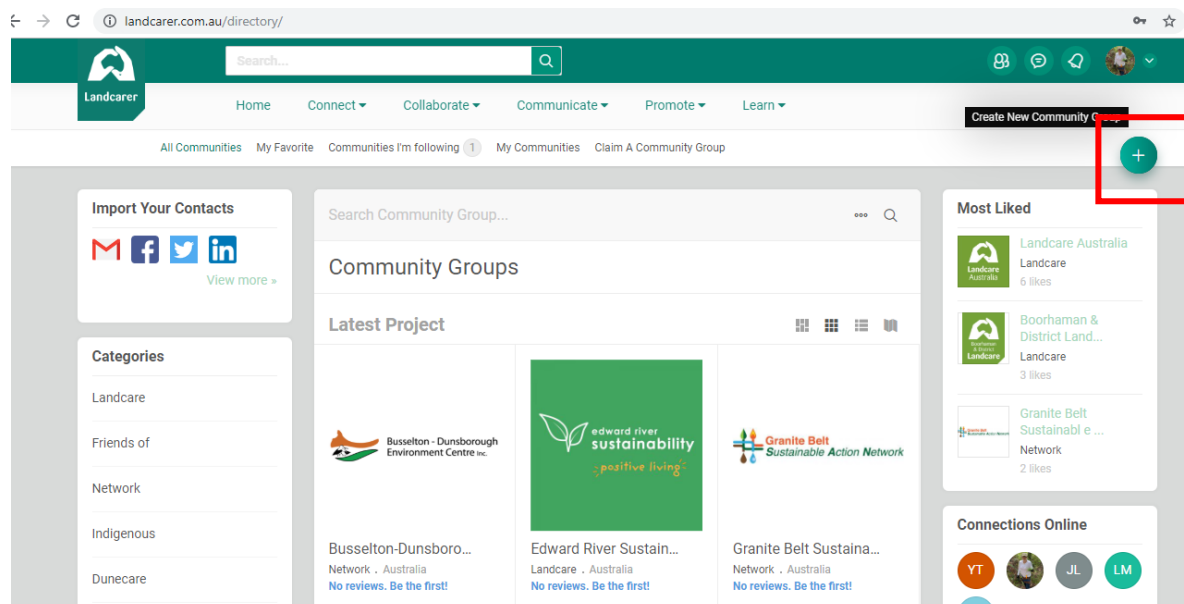 landcarer.com.au/directory/
Landcarer
Search...
Home Connect Collaborate Communicate Promote Learn
Create New Community Group
All Communities My Favorite Communities I'm following 1 My Communities Claim A Community Group
+
Import Your Contacts
View more »
Categories
Landcare
Friends of
Network
Indigenous
Dunecare
Search Community Group...
Community Groups
Latest Project
Busselton - Dunsborough
Environment Centre Inc.
edward river
sustainability
positive living
Granite Belt
Sustainable Action Network
Busselton-Dunsboro...
Network . Australia
No reviews. Be the first!
Edward River Sustain...
Landcare . Australia
No reviews. Be the first!
Granite Belt Sustaina...
Network . Australia
No reviews. Be the first!
Most Liked
Landcare
Australia
Landcare Australia
Landcare
6 likes
Landcare
Boorhaman &
District Land...
Landcare
3 likes
Granite Belt
Sustainabl e ...
Network
2 likes
Connections Online
YT
JL
LM